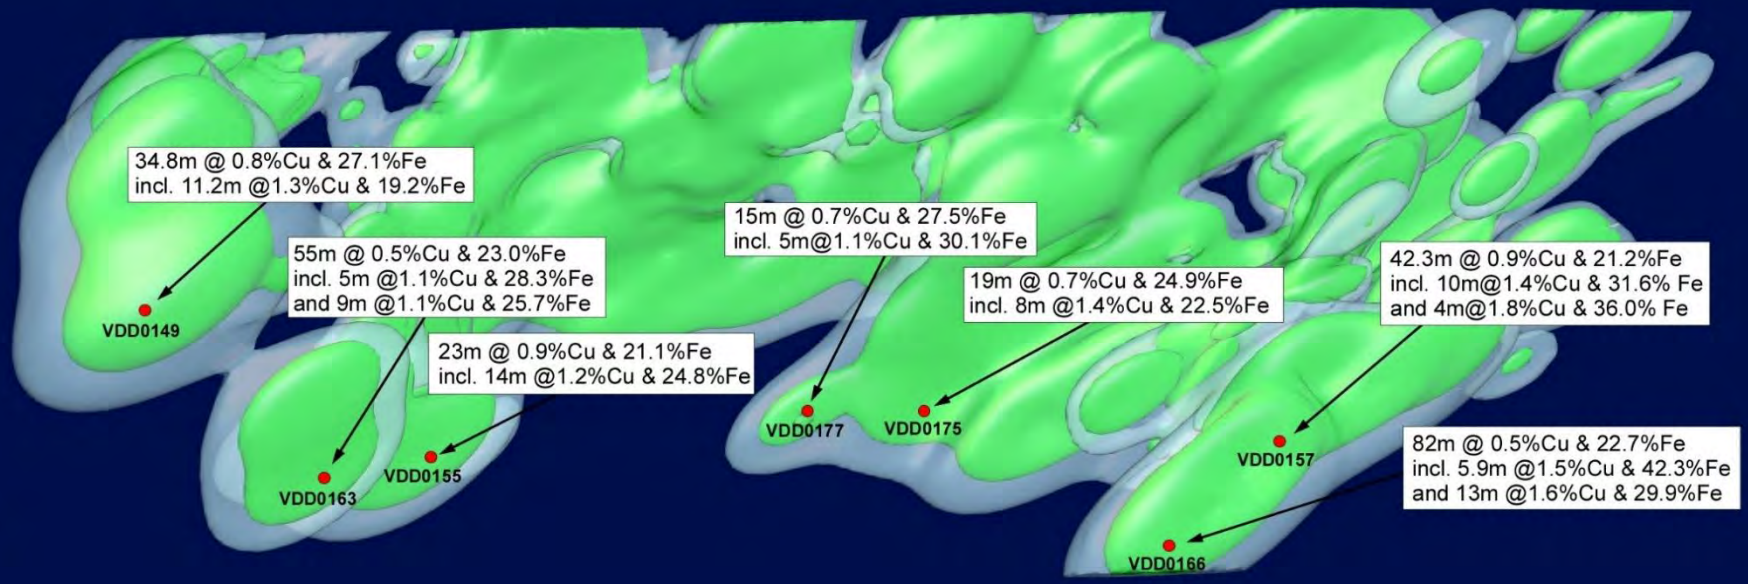 34.8m @ 0.8%Cu & 27.1%Fe
incl. 11.2m @1.3%Cu & 19.2%Fe
VDD0149
55m @ 0.5%Cu & 23.0%Fe
incl. 5m @1.1%Cu & 28.3%Fe
and 9m @1.1%Cu & 25.7%Fe
VDD0163
23m @ 0.9%Cu & 21.1%Fe
incl. 14m @1.2%Cu & 24.8%Fe
VDD0155
15m @ 0.7%Cu & 27.5%Fe
incl. 5m@1.1%Cu & 30.1%Fe
VDD0177
19m @ 0.7%Cu & 24.9%Fe
incl. 8m @1.4%Cu & 22.5%Fe
VDD0175
42.3m @ 0.9%Cu & 21.2%Fe
incl. 10m@1.4%Cu & 31.6% Fe
and 4m@1.8%Cu & 36.0% Fe
VDD0157
82m @ 0.5%Cu & 22.7%Fe
incl. 5.9m @1.5%Cu & 42.3%Fe
and 13m @1.6%Cu & 29.9%Fe
VDD0166